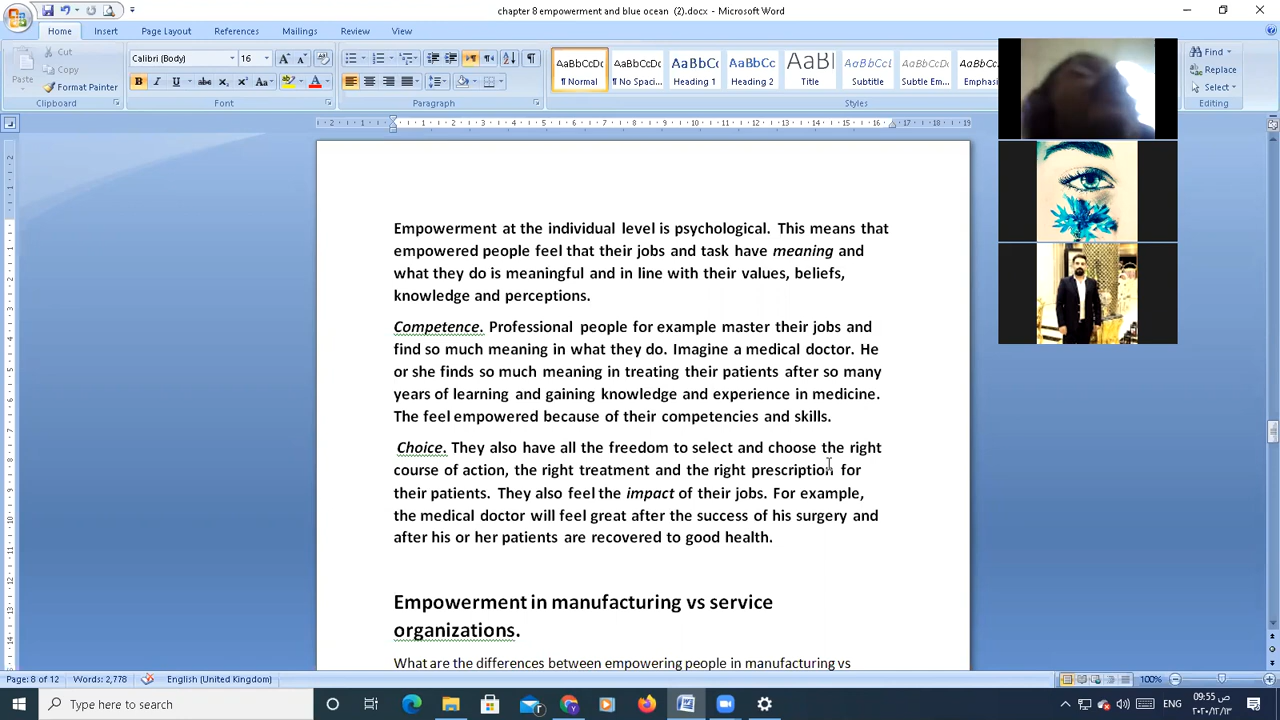 chapter 8 empowerment and blue ocean (2).docx - Microsoft Word
Home Insert Page Layout References Mailings Review View
Cut
Copy
Format Painter
Paste
Clipboard
Calibri (Body) 16
Font
Paragraph
AaBbCcDc AaBbCcDc AaBbC AaBbCc AaBl AaBbCcl AaBbCcDc AaBbCcD
¶ Normal ¶ No Spaci... Heading 1 Heading 2 Title Subtitle Subtle Em... Emphasi
Styles
Find
Replace
Select
Editing
Empowerment at the individual level is psychological. This means that
empowered people feel that their jobs and task have meaning and
what they do is meaningful and in line with their values, beliefs,
knowledge and perceptions.
Competence. Professional people for example master their jobs and
find so much meaning in what they do. Imagine a medical doctor. He
or she finds so much meaning in treating their patients after so many
years of learning and gaining knowledge and experience in medicine.
The feel empowered because of their competencies and skills.
Choice. They also have all the freedom to select and choose the right
course of action, the right treatment and the right prescription for
their patients. They also feel the impact of their jobs. For example,
the medical doctor will feel great after the success of his surgery and
after his or her patients are recovered to good health.
Empowerment in manufacturing vs service
organizations.
What are the differences between empowering people in manufacturing vs
Page: 8 of 12 Words: 2,778 English (United Kingdom) 100%
Type here to search
ENG
09:55 ص
٢٠٢٠/١٢/١٣